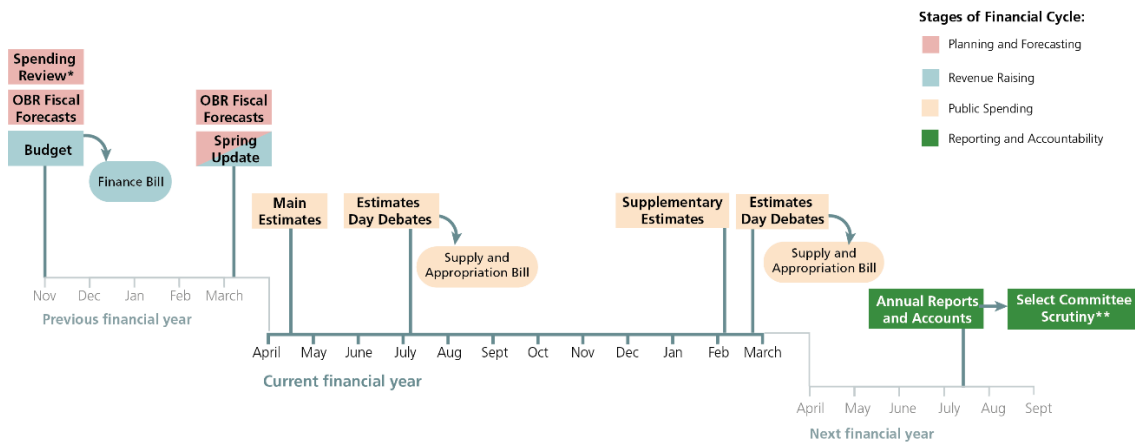 Stages of Financial Cycle:
Planning and Forecasting
Revenue Raising
Public Spending
Reporting and Accountability
Spending
Review*
OBR Fiscal
Forecasts
Budget
Finance Bill
OBR Fiscal
Forecasts
Spring
Update
Main
Estimates
Estimates
Day Debates
Supply and
Appropriation Bill
Supplementary
Estimates
Estimates
Day Debates
Supply and
Appropriation Bill
Annual Reports
and Accounts
Select Committee
Scrutiny**
Nov Dec Jan Feb March
Previous financial year
April May June July Aug Sept Oct Nov Dec Jan Feb March
Current financial year
April May June July Aug Sept
Next financial year